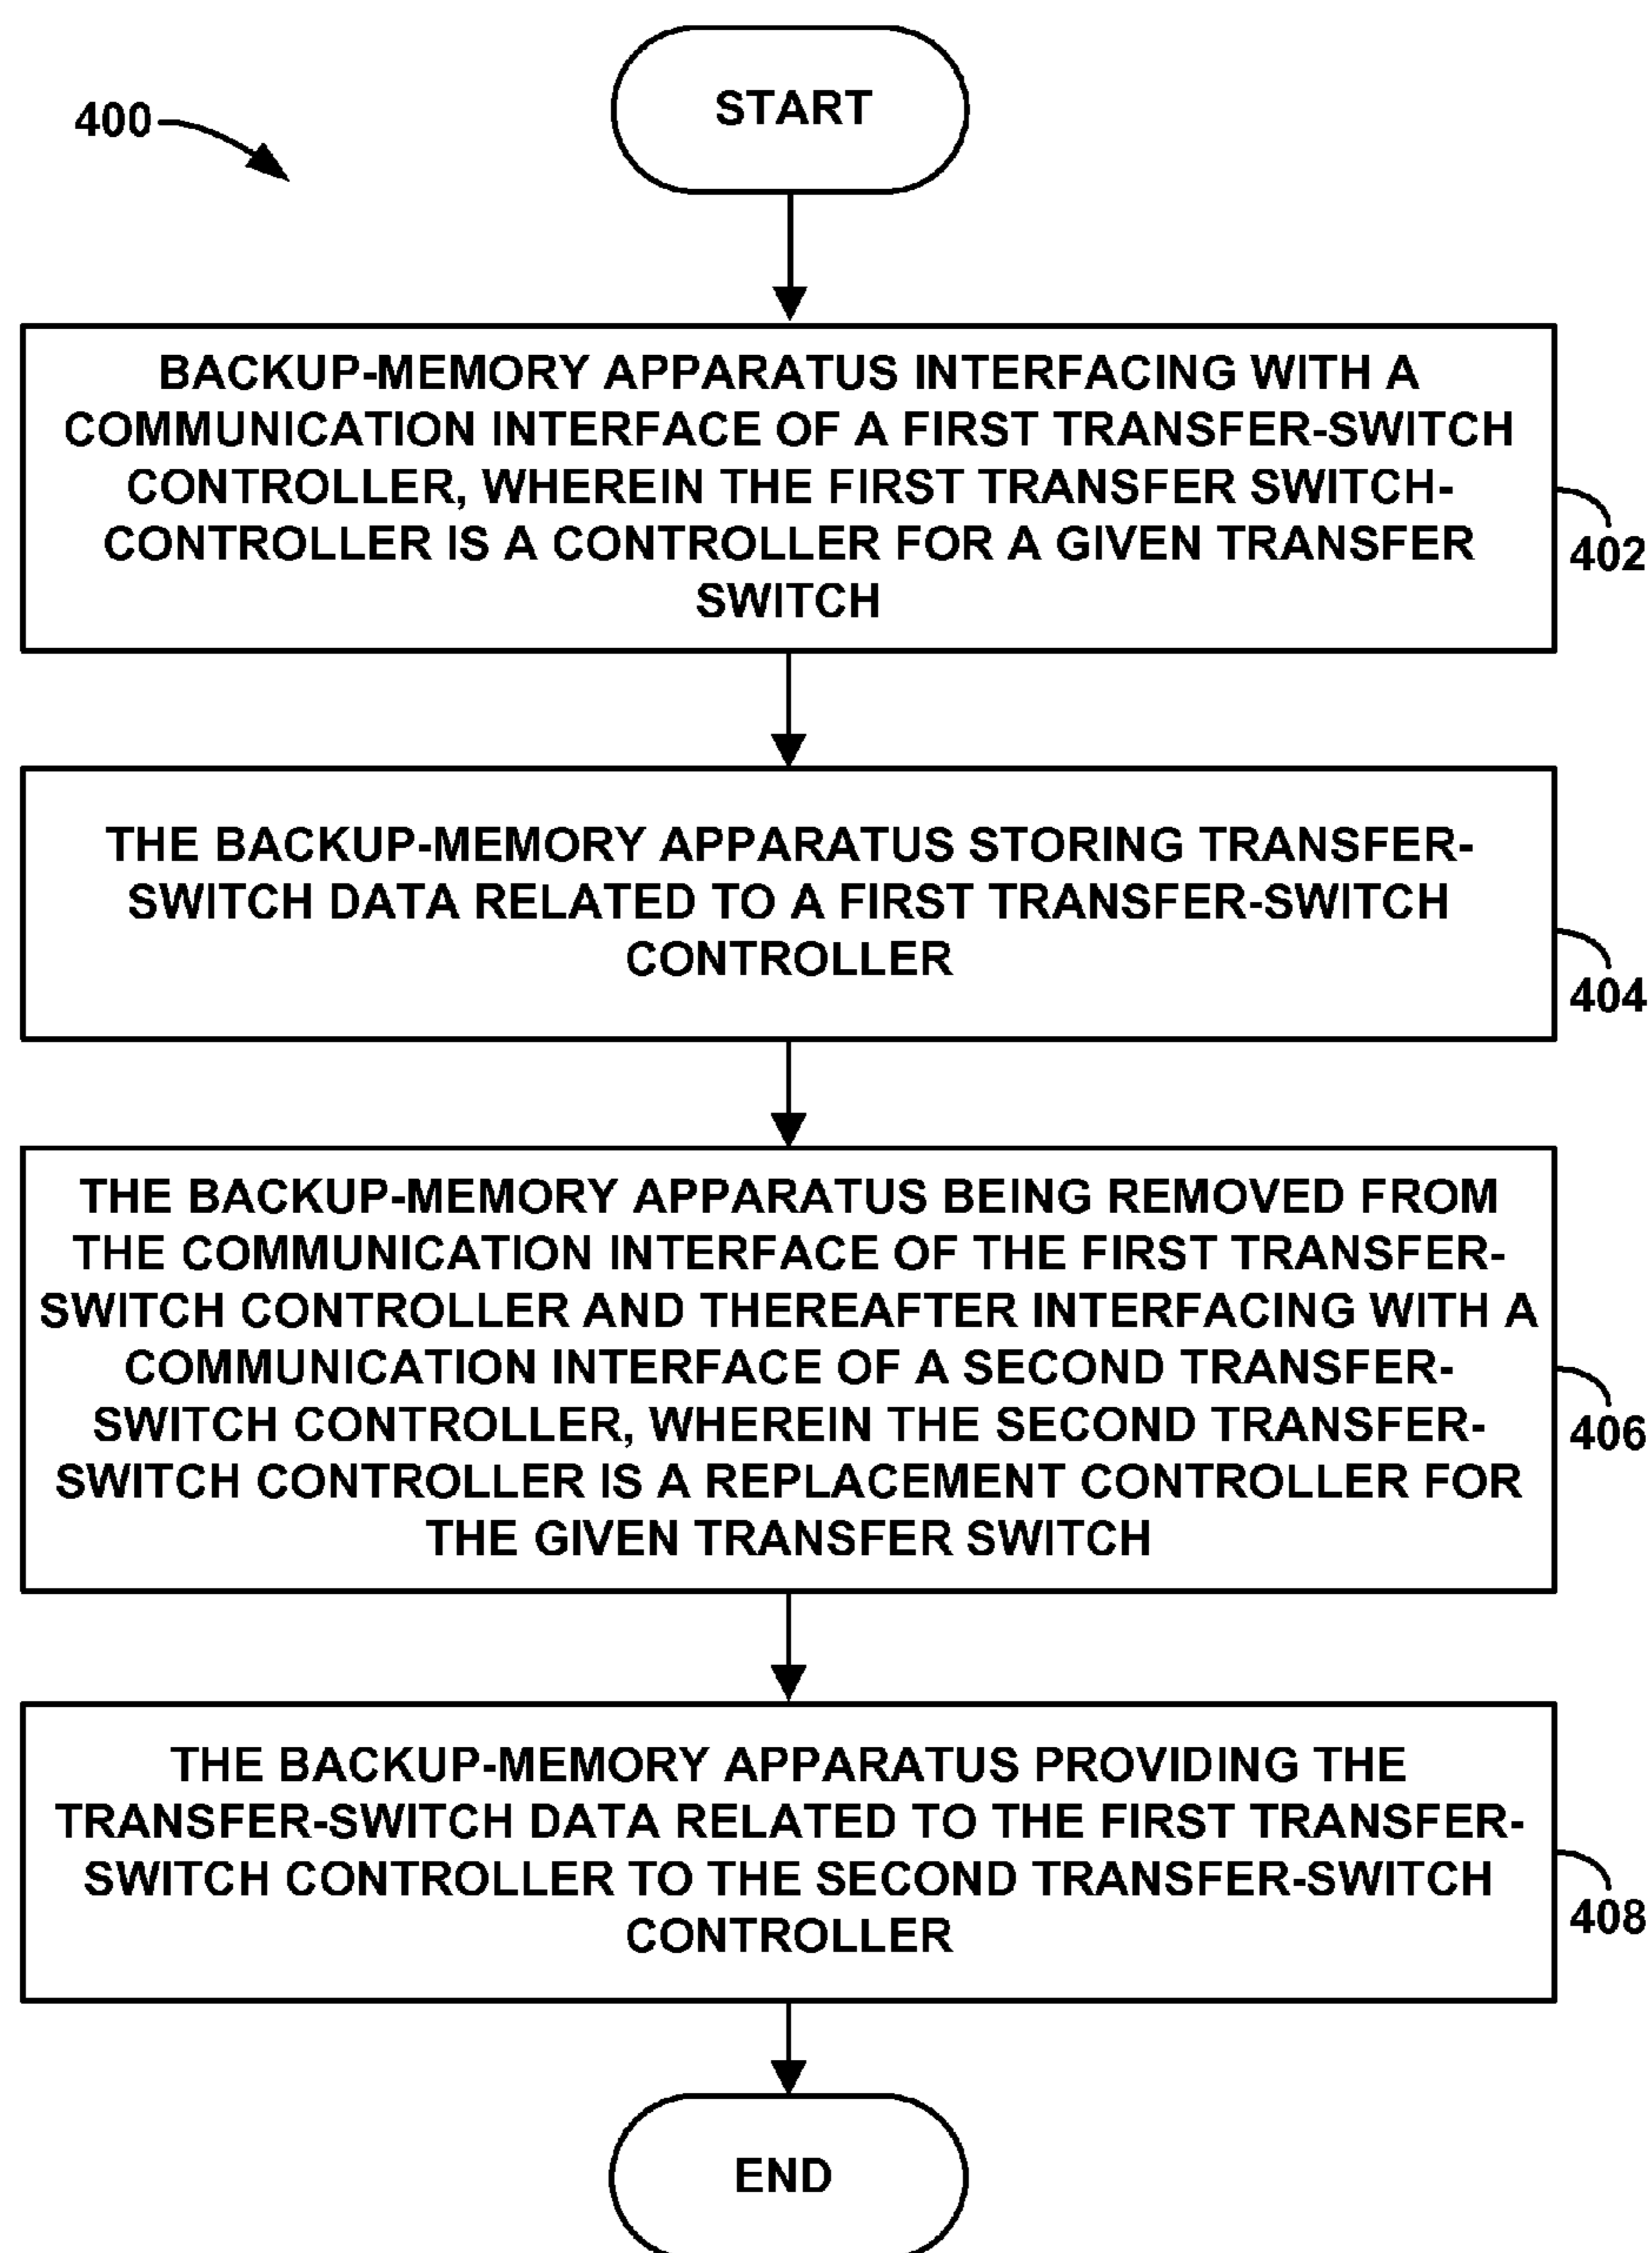 START
400
BACKUP-MEMORY APPARATUS INTERFACING WITH A
COMMUNICATION INTERFACE OF A FIRST TRANSFER-SWITCH
CONTROLLER, WHEREIN THE FIRST TRANSFER SWITCH-
CONTROLLER IS A CONTROLLER FOR A GIVEN TRANSFER
SWITCH
402
THE BACKUP-MEMORY APPARATUS STORING TRANSFER-
SWITCH DATA RELATED TO A FIRST TRANSFER-SWITCH
CONTROLLER
404
THE BACKUP-MEMORY APPARATUS BEING REMOVED FROM
THE COMMUNICATION INTERFACE OF THE FIRST TRANSFER-
SWITCH CONTROLLER AND THEREAFTER INTERFACING WITH A
COMMUNICATION INTERFACE OF A SECOND TRANSFER-
SWITCH CONTROLLER, WHEREIN THE SECOND TRANSFER-
SWITCH CONTROLLER IS A REPLACEMENT CONTROLLER FOR
THE GIVEN TRANSFER SWITCH
406
THE BACKUP-MEMORY APPARATUS PROVIDING THE
TRANSFER-SWITCH DATA RELATED TO THE FIRST TRANSFER-
SWITCH CONTROLLER TO THE SECOND TRANSFER-SWITCH
CONTROLLER
408
END